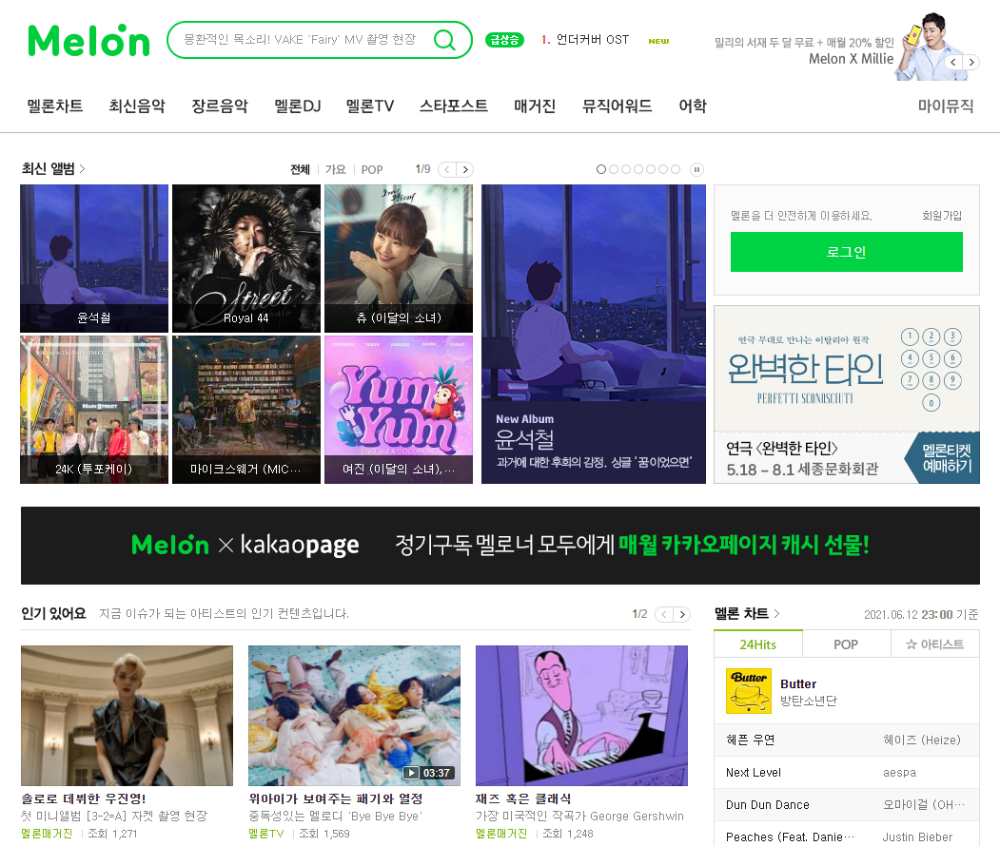 Melon
몽환적인 목소리! VAKE `Fairy` MV 촬영 현장
급상승
1. 언더커버 OST NEW
밀리의 서재 두 달 무료 + 매월 20% 할인
Melon X Millie
멜론차트 최신음악 장르음악 멜론DJ 멜론TV 스타포스트 매거진 뮤직어워드 어학 마이뮤직
최신 앨범
전체 가요 POP
1/9
윤석철
Street
Royal 44
츄 (이달의 소녀)
MAIN STREET
24K (투포케이)
마이크스웨거 (MIC...
Yum Yum
여진 (이달의 소녀),...
New Album
윤석철
과거에 대한 후회의 감정. 싱글 '꿈이었으면'
멜론을 더 안전하게 이용하세요.
회원가입
로그인
연극 무대로 만나는 이탈리아 원작
완벽한 타인
PERFETTI SCONOSCIUTI
1 2 3
4 5 6
7 8 9
0
연극 <완벽한 타인>
5.18 – 8.1 세종문화회관
멜론티켓
예매하기
Melon × kakaopage
정기구독 멜로너 모두에게 매월 카카오페이지 캐시 선물!
인기 있어요
지금 이슈가 되는 아티스트의 인기 컨텐츠입니다.
1/2
03:37
솔로로 데뷔한 우진영!
첫 미니앨범 [3-2=A] 자켓 촬영 현장
멜론매거진 조회 1,271
위아이가 보여주는 패기와 열정
중독성있는 멜로디 'Bye Bye Bye'
멜론TV 조회 1,569
재즈 혹은 클래식
가장 미국적인 작곡가 George Gershwin
멜론매거진 조회 1,248
멜론 차트
2021.06.12 23:00 기준
24Hits POP ☆ 아티스트
Butter
Butter
방탄소년단
헤픈 우연 헤이즈 (Heize)
Next Level aespa
Dun Dun Dance 오마이걸 (OH...
Peaches (Feat. Danie... Justin Bieber